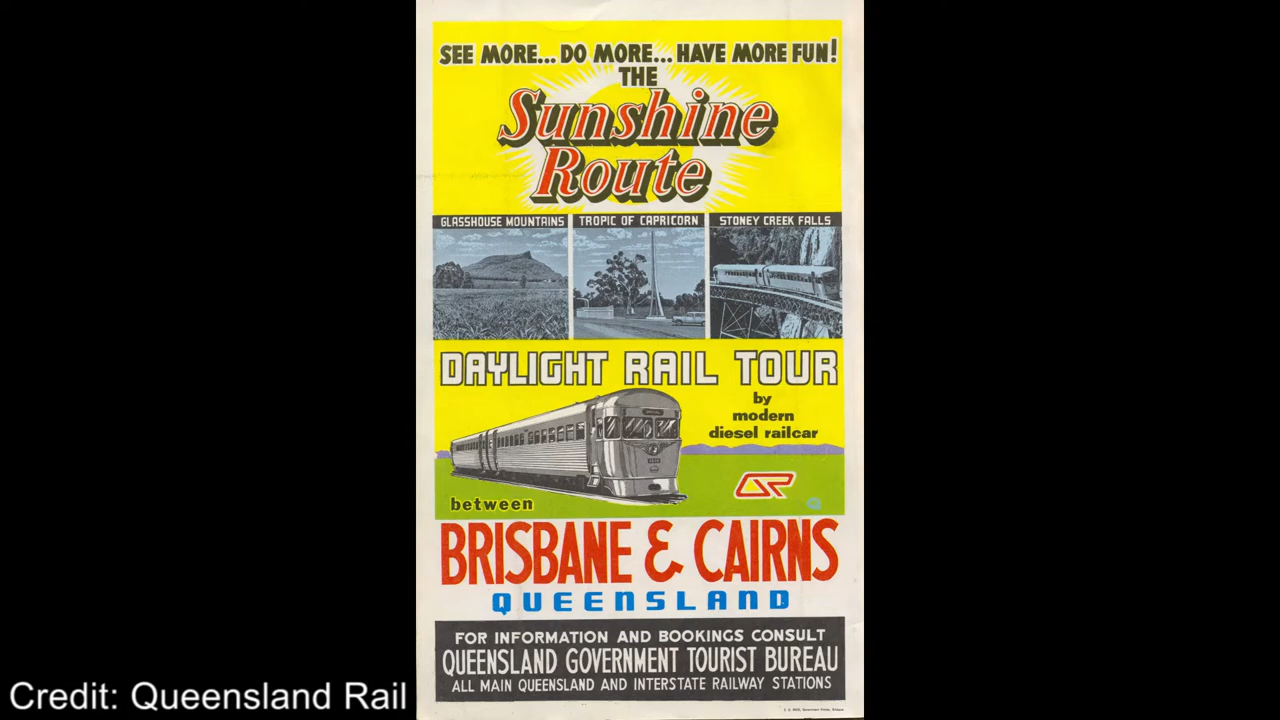 SEE MORE... DO MORE... HAVE MORE FUN!
THE
Sunshine
Route
GLASSHOUSE MOUNTAINS
TROPIC OF CAPRICORN
STONEY CREEK FALLS
DAYLIGHT RAIL TOUR
by
modern
diesel railcar
between
QR
BRISBANE & CAIRNS
QUEENSLAND
FOR INFORMATION AND BOOKINGS CONSULT
QUEENSLAND GOVERNMENT TOURIST BUREAU
ALL MAIN QUEENSLAND AND INTERSTATE RAILWAY STATIONS
Credit: Queensland Rail